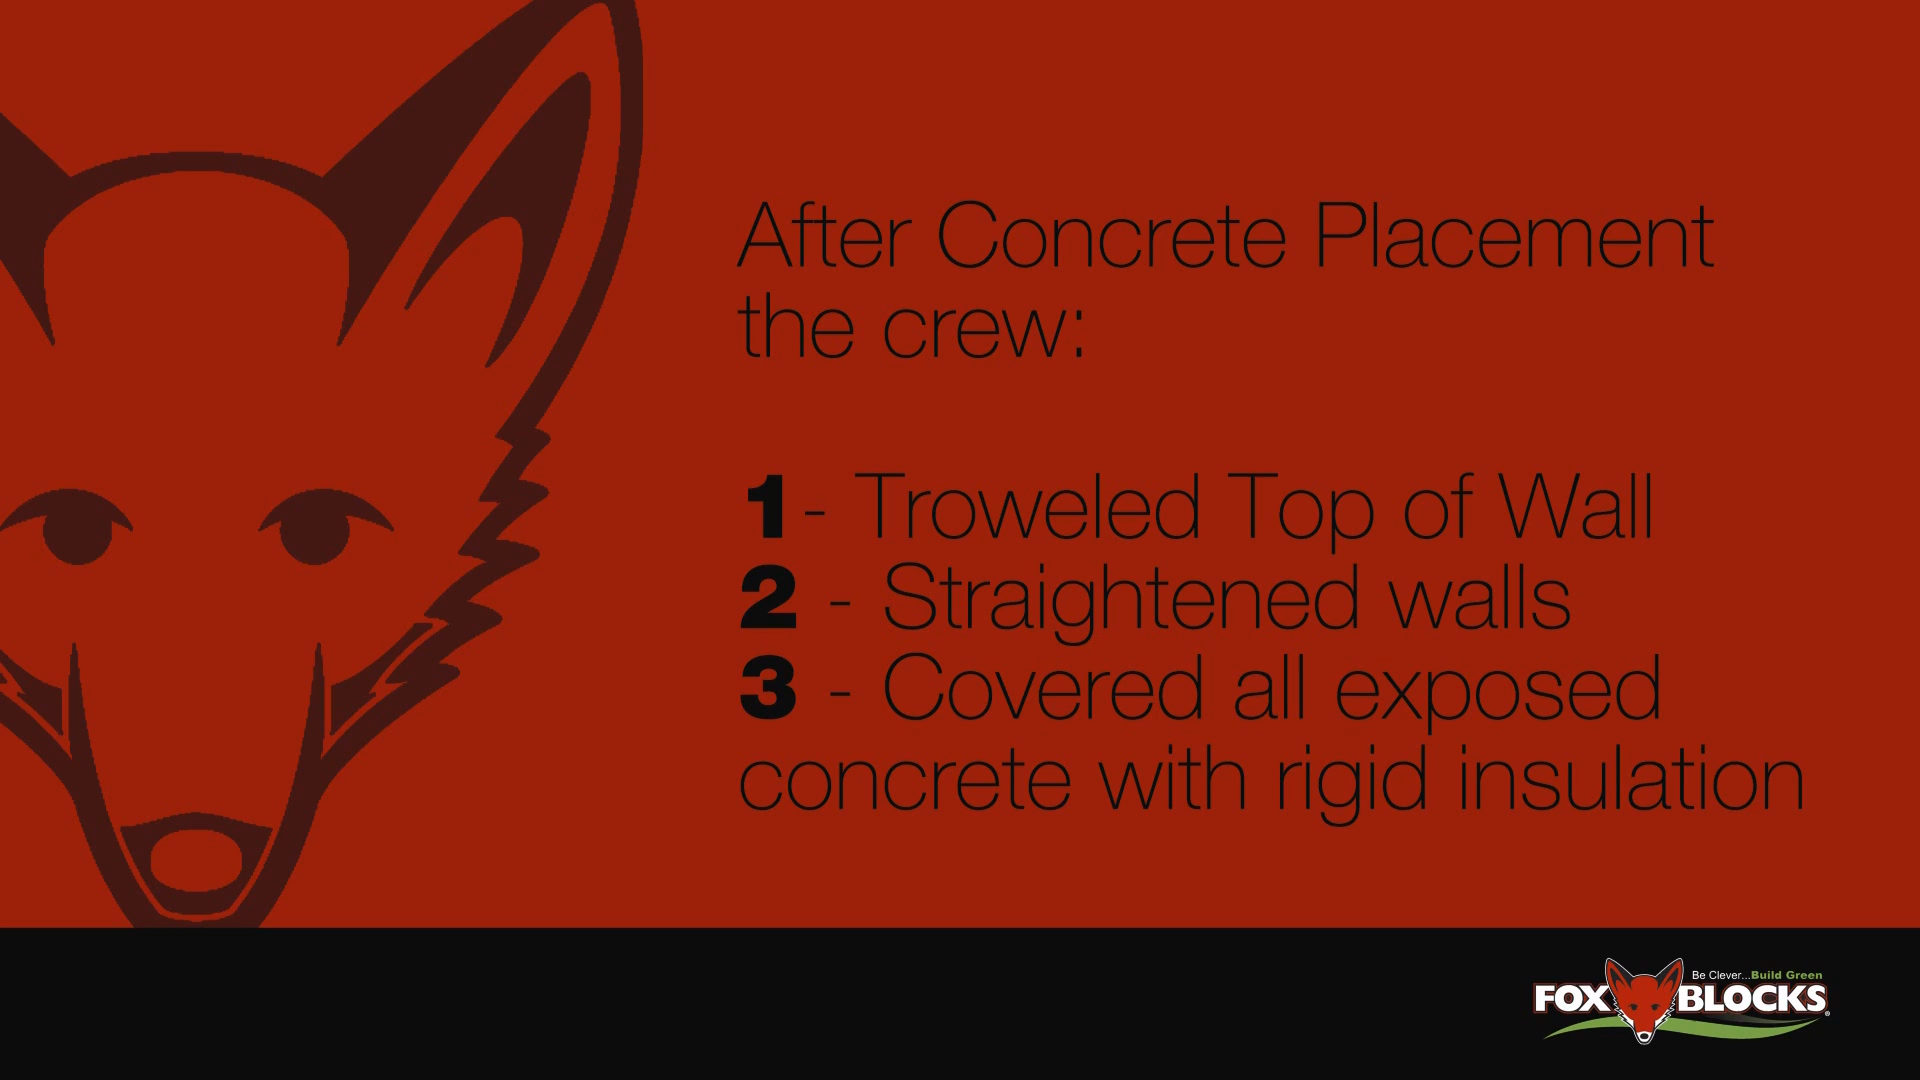 After Concrete Placement
the crew:
1- Troweled Top of Wall
2 - Straightened walls
3 - Covered all exposed
concrete with rigid insulation
Be Clever...Build Green
FOX BLOCKS®